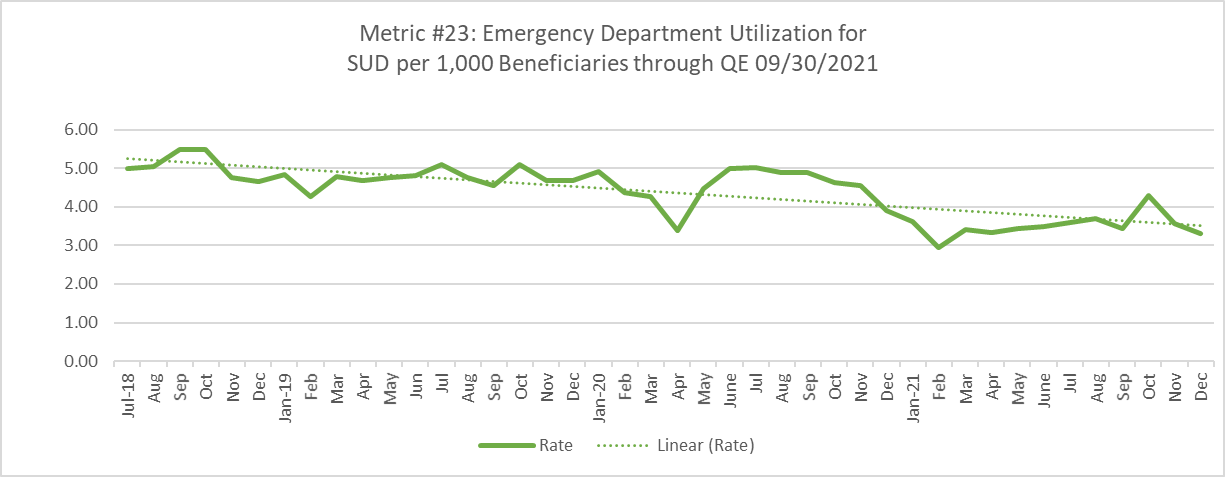 Metric #23: Emergency Department Utilization for
SUD per 1,000 Beneficiaries through QE 09/30/2021
6.00
5.00
4.00
3.00
2.00
1.00
0.00
Jul-18 Aug Sep Oct Nov Dec Jan-19 Feb Mar Apr May Jun Jul Aug Sep Oct Nov Dec Jan-20 Feb Mar Apr May June Jul Aug Sep Oct Nov Dec Jan-21 Feb Mar Apr May June Jul Aug Sep Oct Nov Dec
Rate Linear (Rate)